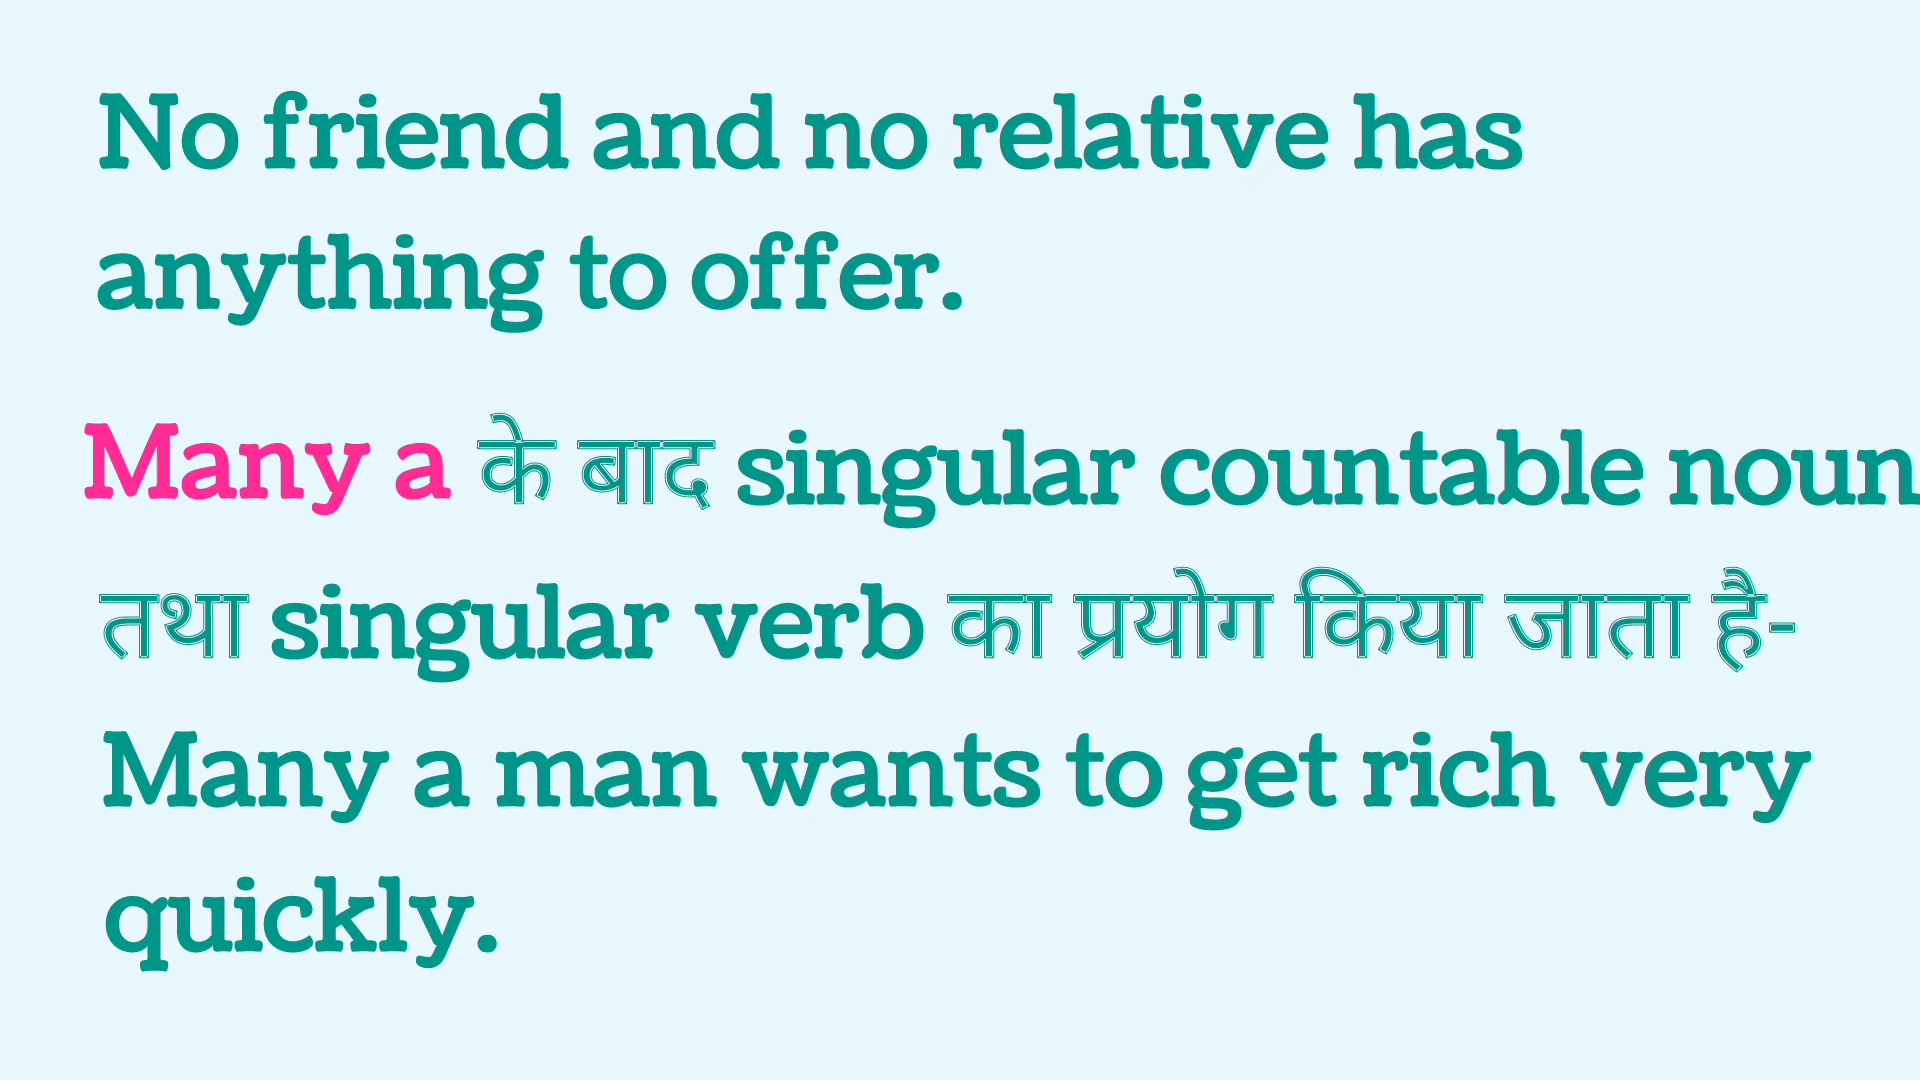 No friend and no relative has
anything to offer.
Many a के बाद singular countable noun
तथा singular verb का प्रयोग किया जाता है-
Many a man wants to get rich very
quickly.